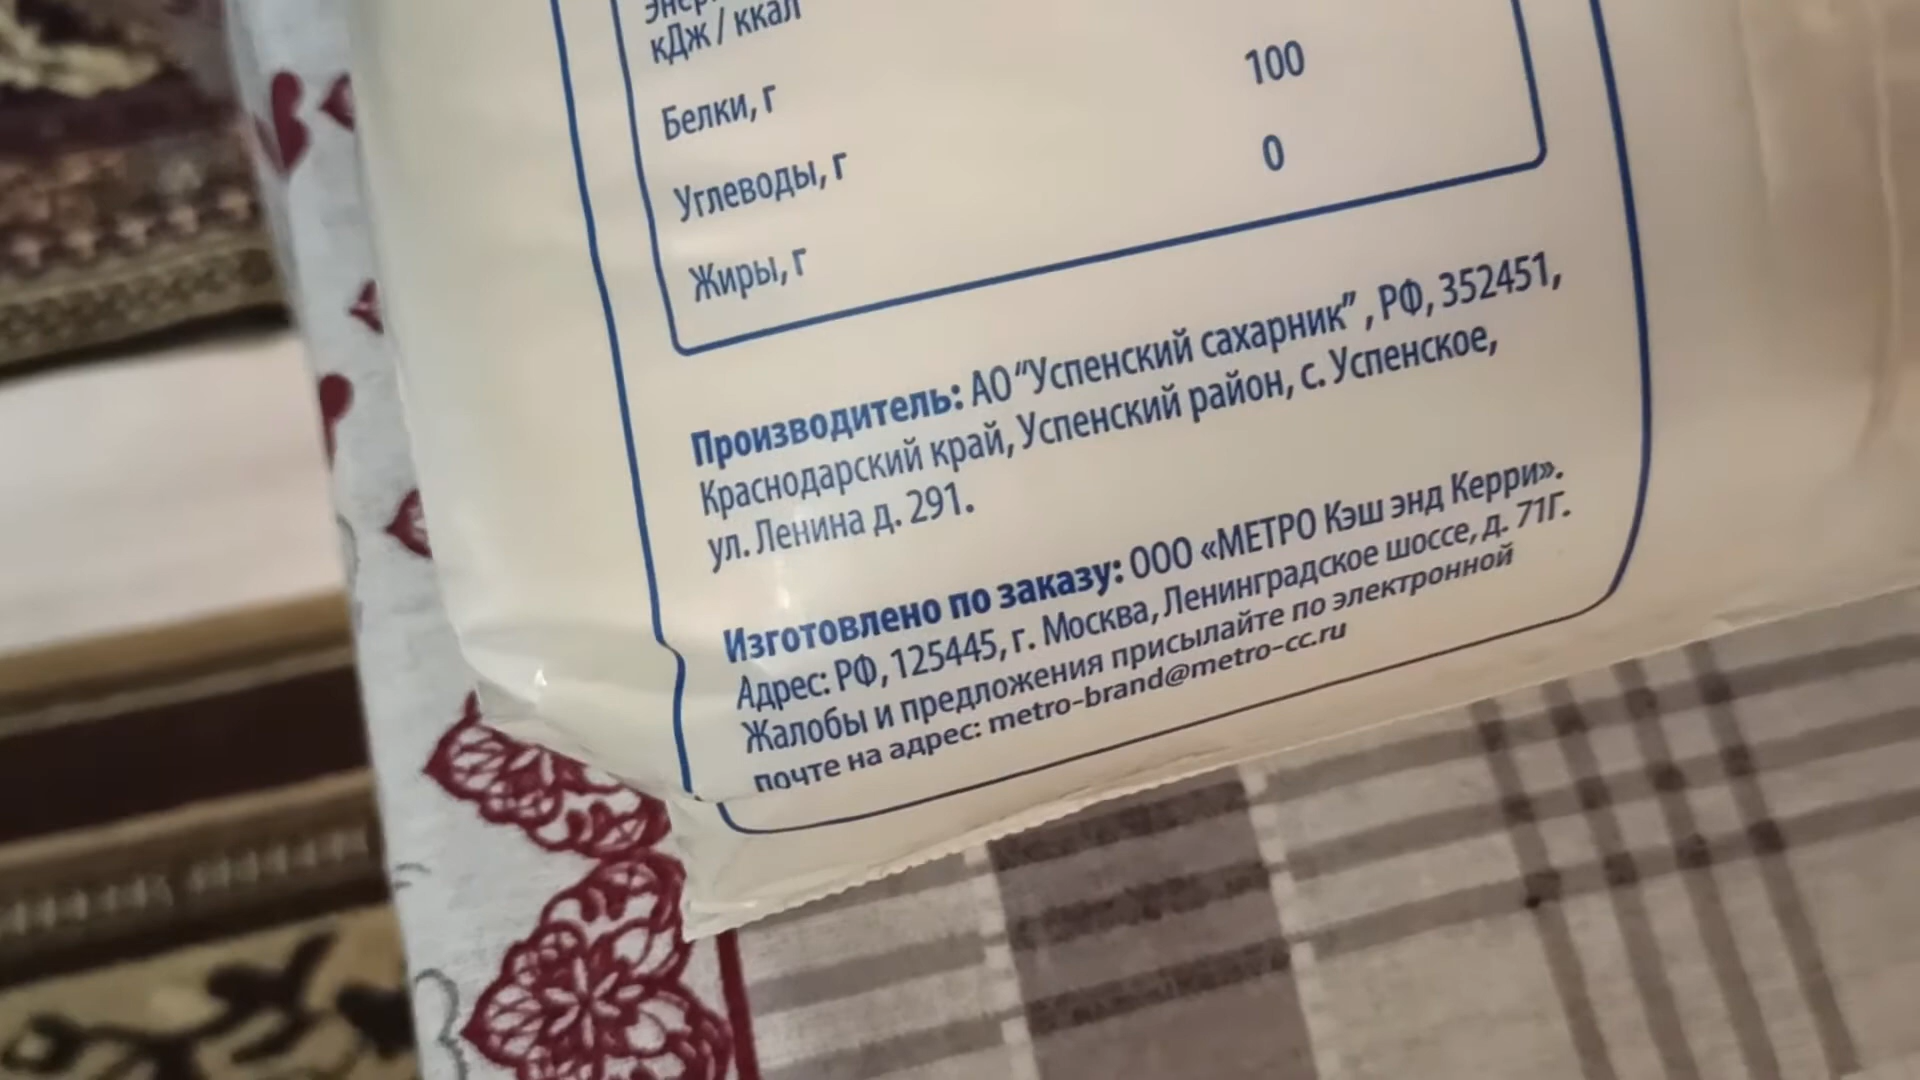 кДж / ккал
Белки, г
100
Углеводы, г
0
Жиры, г
Производитель: АО “Успенский сахарник” , РФ, 352451,
Краснодарский край, Успенский район, с. Успенское,
ул. Ленина д. 291.
Изготовлено по заказу: ООО «МЕТРО Кэш энд Керри».
Адрес: РФ, 125445, г. Москва, Ленинградское шоссе, д. 71Г.
Жалобы и предложения присылайте по электронной
почте на адрес: metro-brand@metro-cc.ru